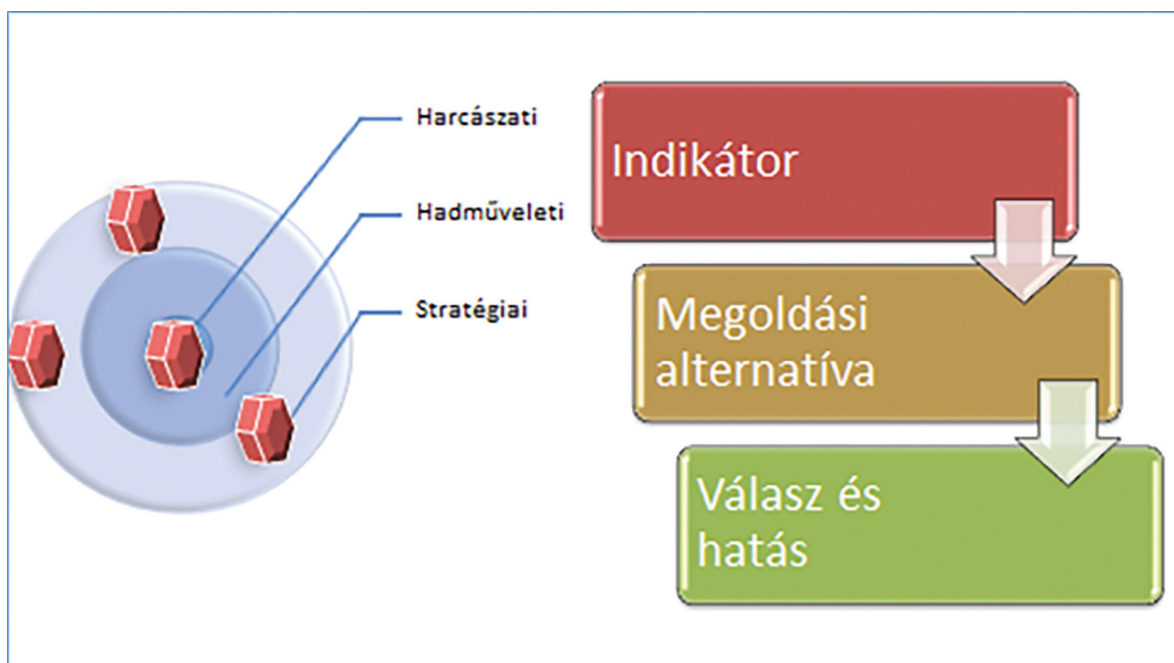 Harcászati
Hadműveleti
Stratégiai
Indikátor
Megoldási
alternatíva
Válasz és
hatás